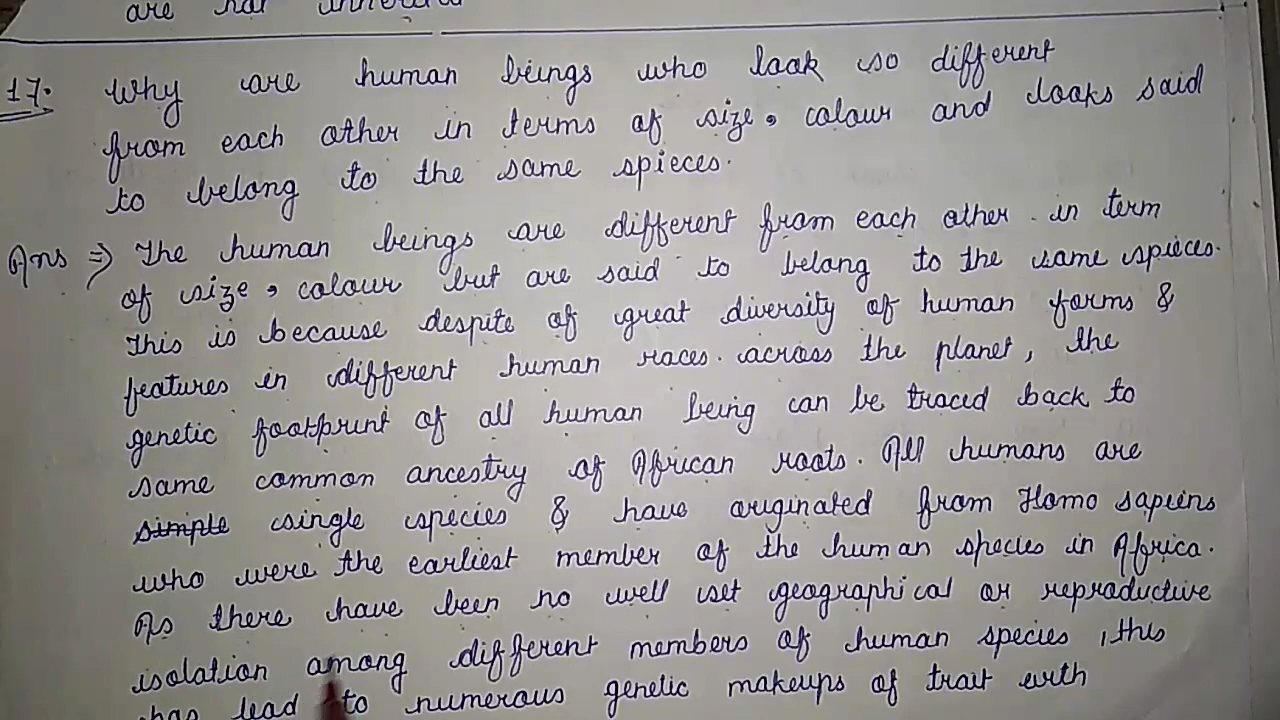 are not inherited
17. Why are human beings who look so different
from each other in terms of size, colour and looks said
to belong to the same spieces.
Ans ⇒ The human beings are different from each other in term
of size, colour but are said to belong to the same spieces.
This is because despite of great diversity of human forms &
features in different human races across the planet, the
genetic footprint of all human being can be traced back to
same common ancestry of African roots. All humans are
simple single species & have originated from Homo sapiens
who were the earliest member of the human species in Africa.
As there have been no well set geographical or reproductive
isolation among different members of human species, this
has lead to numerous genetic makeups of trait with